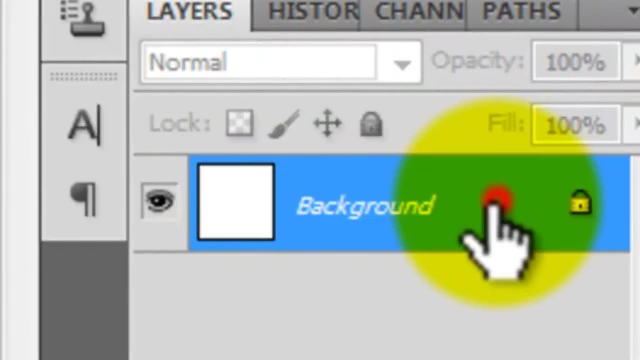 LAYERS HISTOR CHANN PATHS
Normal Opacity: 100%
Lock: Fill: 100%
A
Background